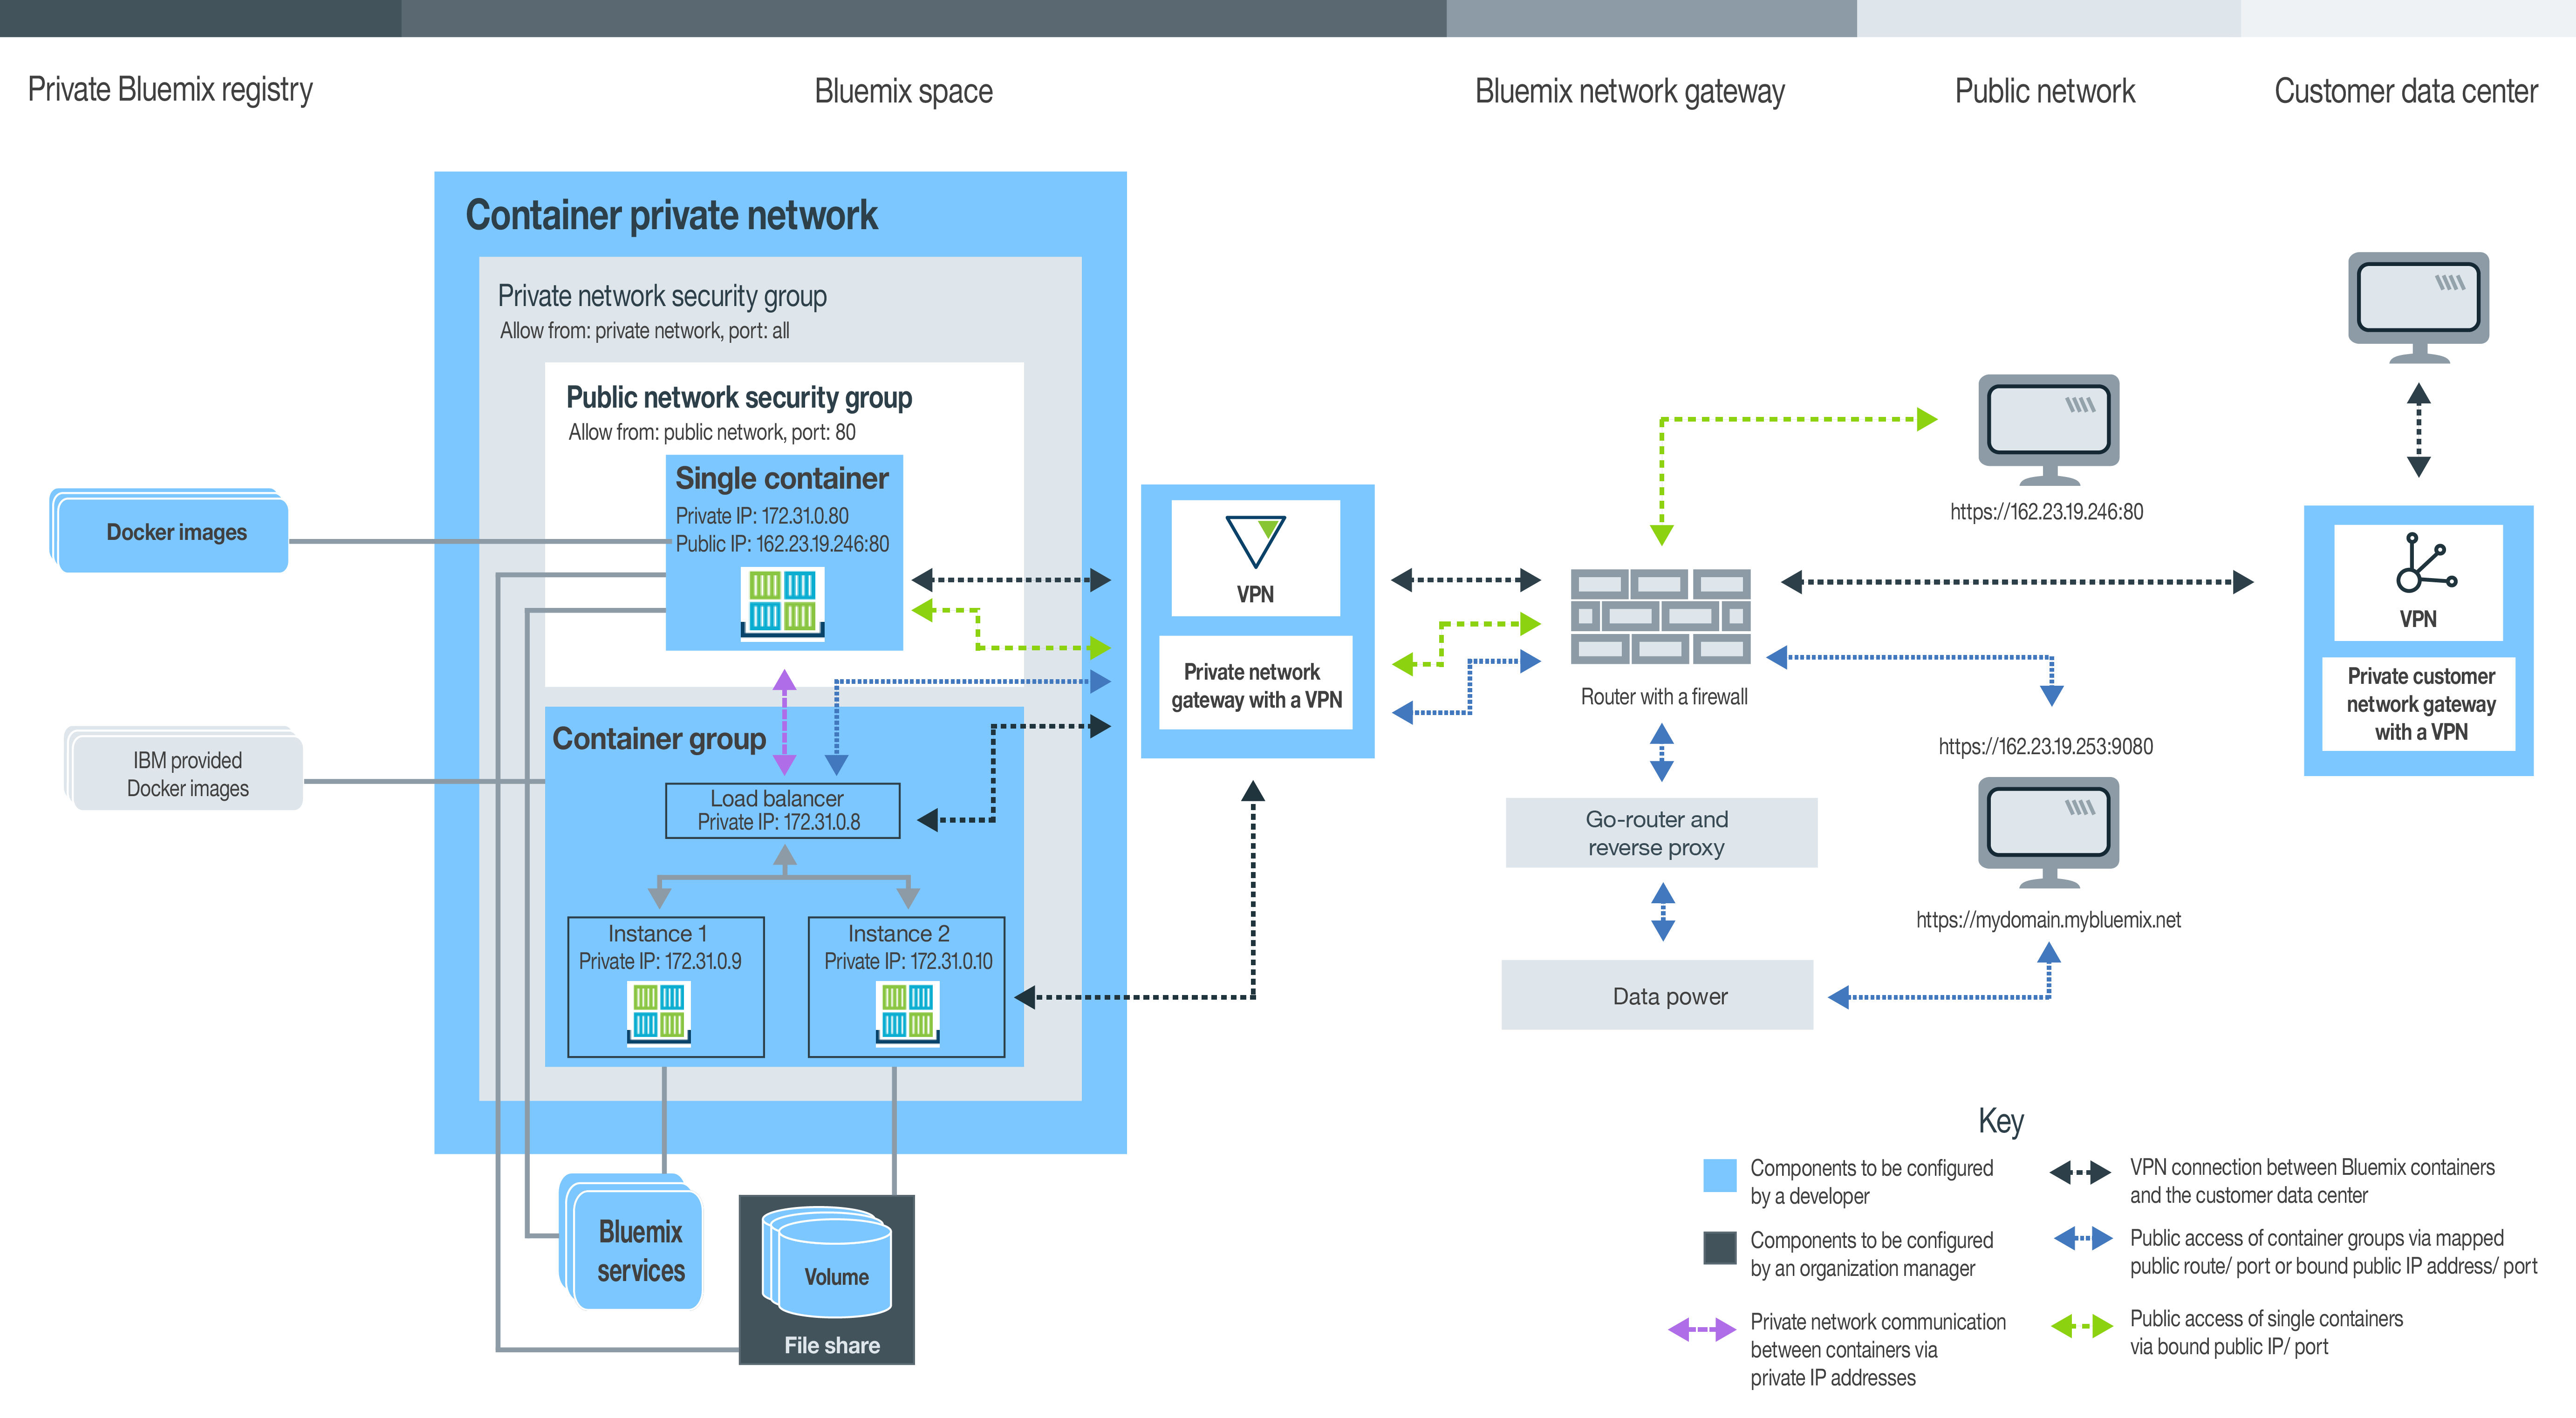 Private Bluemix registry
Bluemix space
Bluemix network gateway
Public network
Customer data center
Container private network
Private network security group
Allow from: private network, port: all
Public network security group
Allow from: public network, port: 80
Single container
Private IP: 172.31.0.80
Public IP: 162.23.19.246:80
Docker images
IBM provided
Docker images
Container group
Load balancer
Private IP: 172.31.0.8
Instance 1
Private IP: 172.31.0.9
Instance 2
Private IP: 172.31.0.10
Bluemix
services
Volume
File share
VPN
Private network
gateway with a VPN
Router with a firewall
Go-router and
reverse proxy
Data power
https://162.23.19.246:80
https://162.23.19.253:9080
https://mydomain.mybluemix.net
VPN
Private customer
network gateway
with a VPN
Key
Components to be configured
by a developer
Components to be configured
by an organization manager
Private network communication
between containers via
private IP addresses
VPN connection between Bluemix containers
and the customer data center
Public access of container groups via mapped
public route/ port or bound public IP address/ port
Public access of single containers
via bound public IP/ port